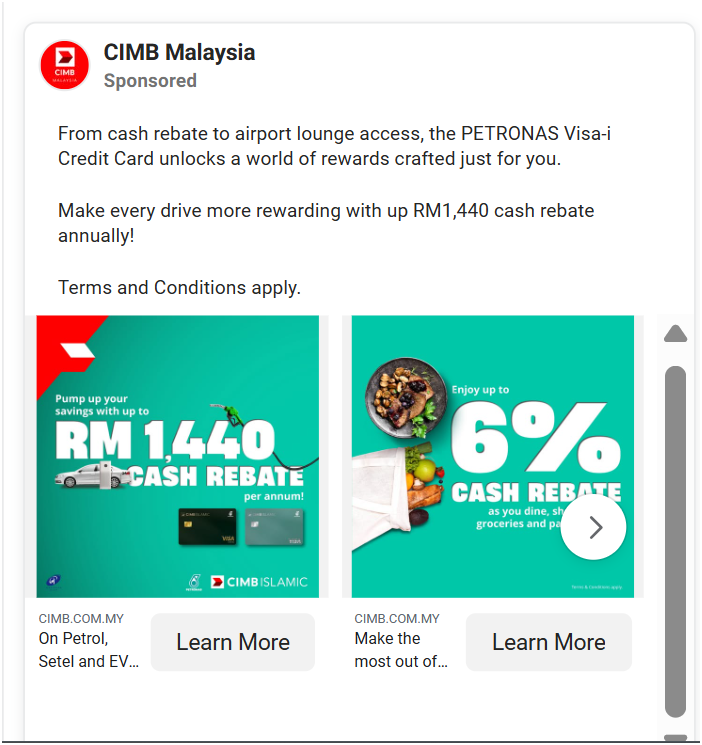 CIMB Malaysia
Sponsored
CIMB
MALAYSIA
From cash rebate to airport lounge access, the PETRONAS Visa-i
Credit Card unlocks a world of rewards crafted just for you.
Make every drive more rewarding with up RM1,440 cash rebate
annually!
Terms and Conditions apply.
Pump up your
savings with up to
RM 1,440
CASH REBATE
per annum!
CIMB ISLAMIC
VISA
CIMB ISLAMIC
VISA
PETRONAS
CIMB ISLAMIC
Enjoy up to
6%
CASH REBATE
as you dine, sh
groceries and pa
Terms & Conditions apply.
CIMB.COM.MY
On Petrol,
Setel and EV...
Learn More
CIMB.COM.MY
Make the
most out of...
Learn More